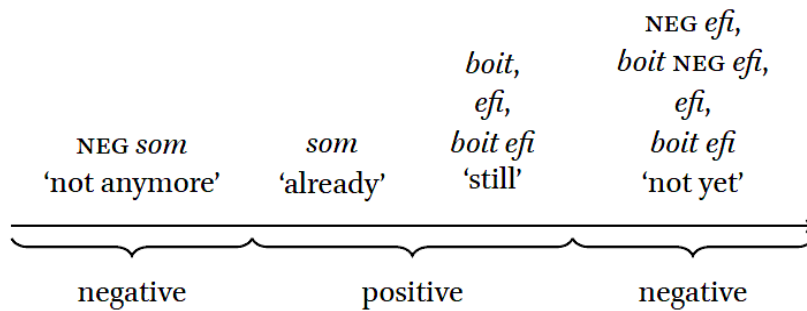 NEG efi,
boit NEG efi,
boit,
efi,
efi,
boit efi
boit efi
NEG som
som
'still'
'not yet'
'not anymore'
'already'
negative
positive
negative